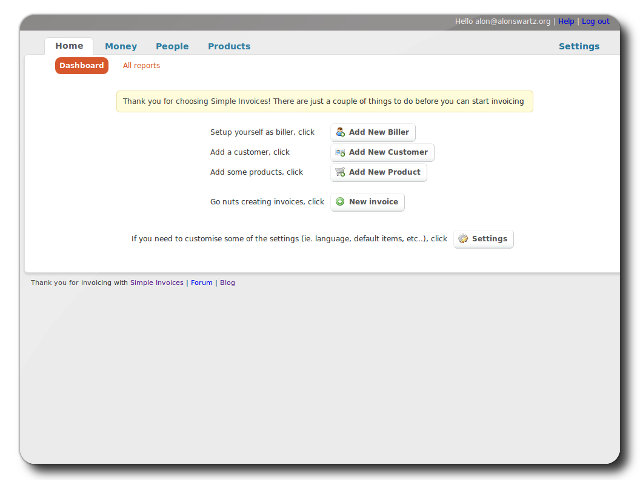 Hello alon@alonswartz.org | Help | Log out
Home Money People Products Settings
Dashboard All reports
Thank you for choosing Simple Invoices! There are just a couple of things to do before you can start invoicing
Setup yourself as biller, click Add New Biller
Add a customer, click Add New Customer
Add some products, click Add New Product
Go nuts creating invoices, click New invoice
If you need to customise some of the settings (ie. language, default items, etc..), click Settings
Thank you for invoicing with Simple Invoices | Forum | Blog